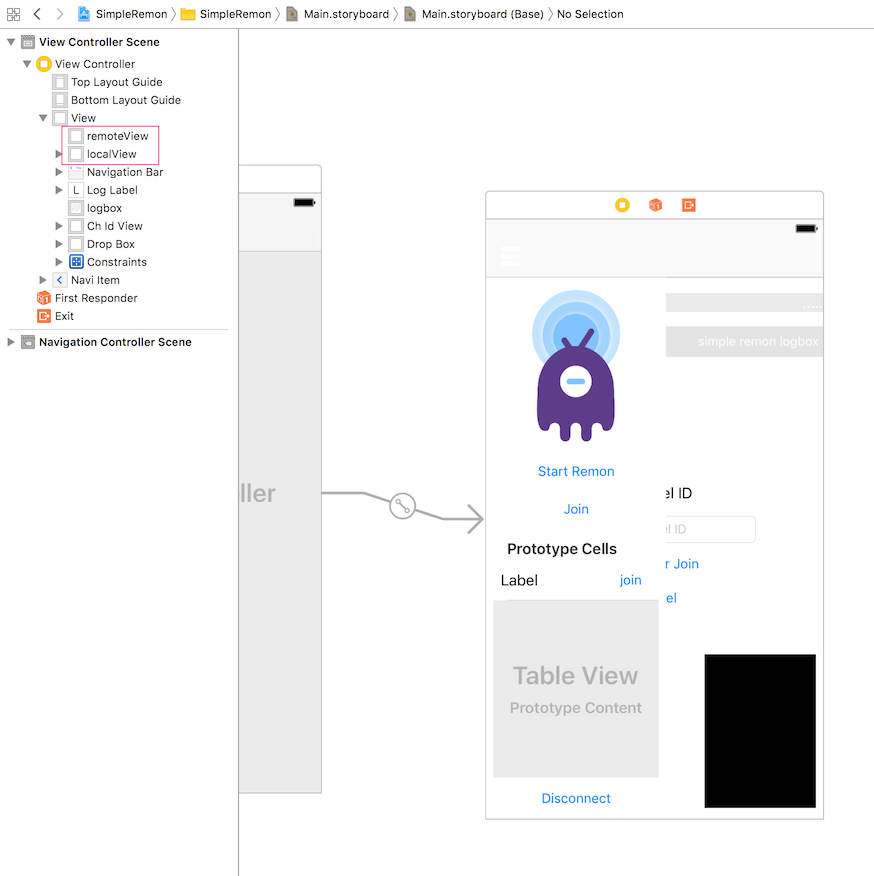 SimpleRemon SimpleRemon Main.storyboard Main.storyboard (Base) No Selection
View Controller Scene
View Controller
Top Layout Guide
Bottom Layout Guide
View
remoteView
localView
Navigation Bar
L Log Label
logbox
Ch Id View
Drop Box
Constraints
Navi Item
First Responder
Exit
Navigation Controller Scene
ller
.....
simple remon logbox
Start Remon
Join
el ID
el ID
r Join
el
Prototype Cells
Label join
Table View
Prototype Content
Disconnect